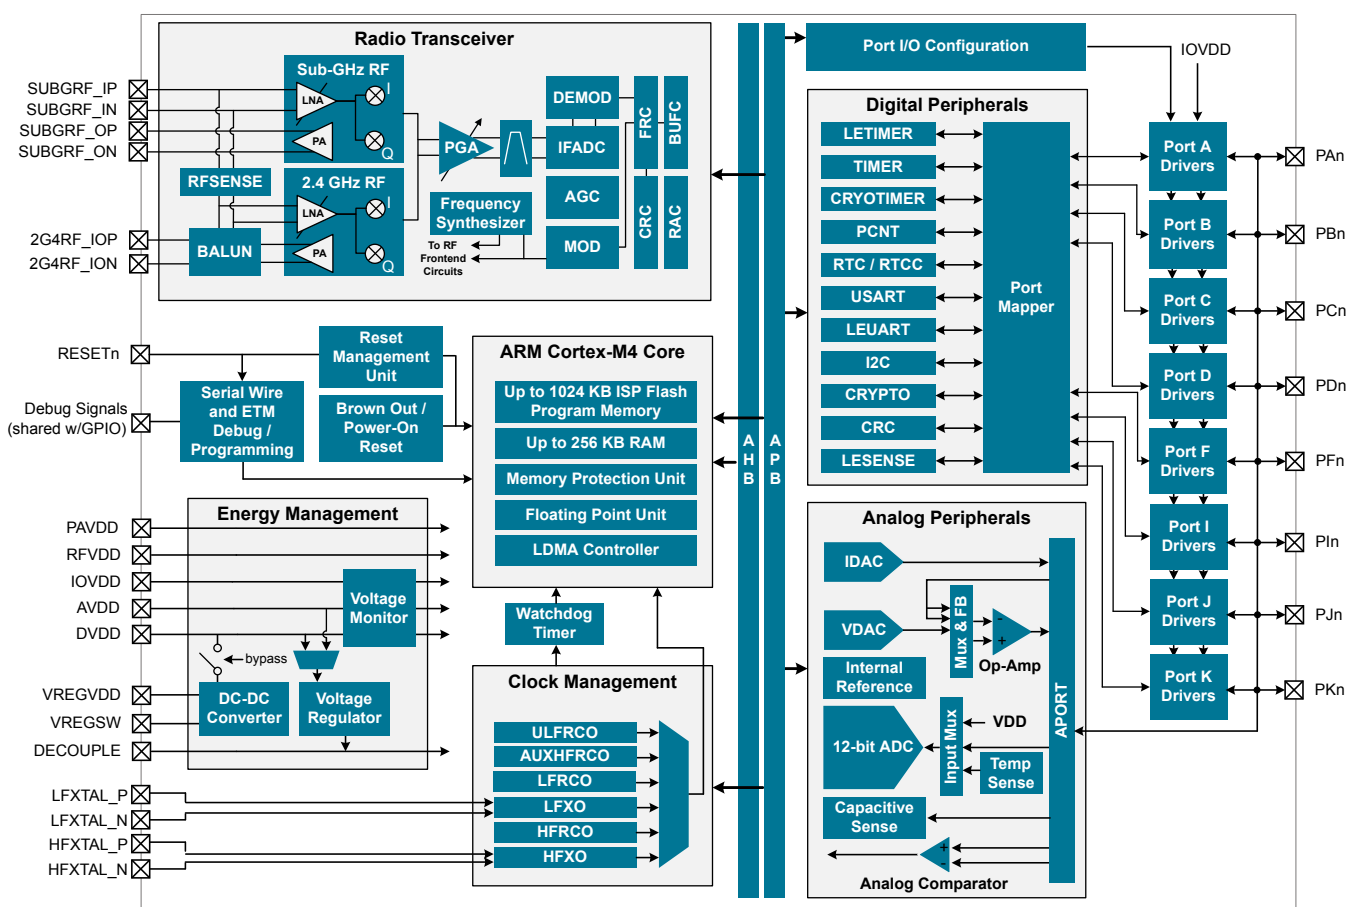 Radio Transceiver
SUBGRF_IP
SUBGRF_IN
SUBGRF_OP
SUBGRF_ON
2G4RF_IOP
2G4RF_ION
Sub-GHz RF
LNA
I
PA
Q
RFSENSE
2.4 GHz RF
LNA
I
BALUN
PA
Q
PGA
DEMOD
IFADC
AGC
MOD
FRC
BUFC
CRC
RAC
Frequency
Synthesizer
To RF
Frontend
Circuits
RESETn
Debug Signals
(shared w/GPIO)
Reset
Management
Unit
Serial Wire
and ETM
Debug /
Programming
Brown Out /
Power-On
Reset
ARM Cortex-M4 Core
Up to 1024 KB ISP Flash
Program Memory
Up to 256 KB RAM
Memory Protection Unit
Floating Point Unit
LDMA Controller
Watchdog
Timer
Energy Management
PAVDD
RFVDD
IOVDD
AVDD
DVDD
VREGVDD
VREGSW
DECOUPLE
Voltage
Monitor
bypass
DC-DC
Converter
Voltage
Regulator
LFXTAL_P
LFXTAL_N
HFXTAL_P
HFXTAL_N
Clock Management
ULFRCO
AUXHFRCO
LFRCO
LFXO
HFRCO
HFXO
A
H
B
A
P
B
Port I/O Configuration
IOVDD
Digital Peripherals
LETIMER
TIMER
CRYOTIMER
PCNT
RTC / RTCC
USART
LEUART
I2C
CRYPTO
CRC
LESENSE
Port
Mapper
Analog Peripherals
IDAC
VDAC
Mux & FB
-
+
Op-Amp
Internal
Reference
12-bit ADC
Input Mux
VDD
Temp
Sense
Capacitive
Sense
+
-
Analog Comparator
APORT
Port A
Drivers
Port B
Drivers
Port C
Drivers
Port D
Drivers
Port F
Drivers
Port I
Drivers
Port J
Drivers
Port K
Drivers
PAn
PBn
PCn
PDn
PFn
PIn
PJn
PKn